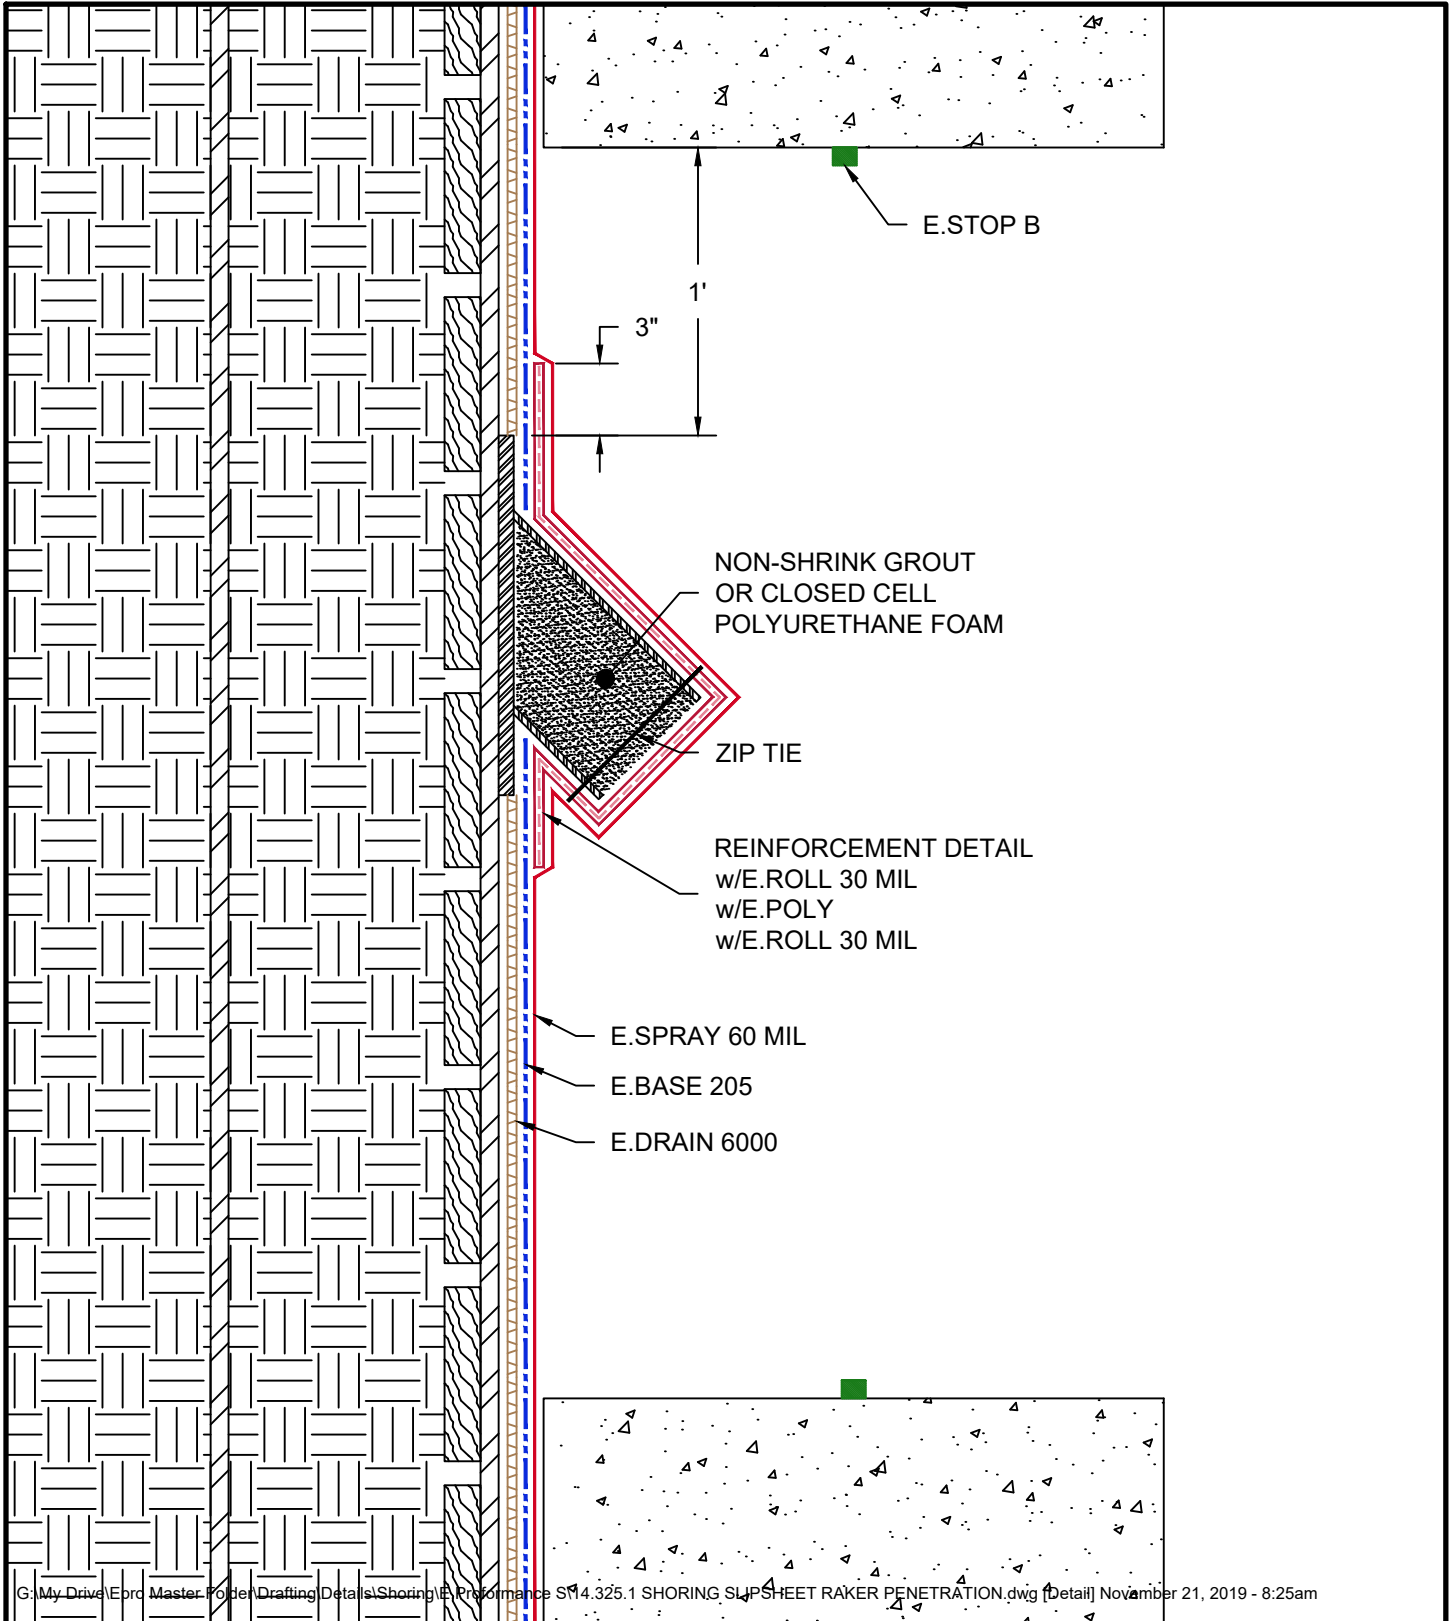 E.STOP B
1'
3"
NON-SHRINK GROUT
OR CLOSED CELL
POLYURETHANE FOAM
ZIP TIE
REINFORCEMENT DETAIL
w/E.ROLL 30 MIL
w/E.POLY
w/E.ROLL 30 MIL
E.SPRAY 60 MIL
E.BASE 205
E.DRAIN 6000
G:\My Drive\Epro Master Folder\Drafting\Details\Shoring\E.Proformance S\14.325.1 SHORING SLIPSHEET RAKER PENETRATION.dwg [Detail] November 21, 2019 - 8:25am